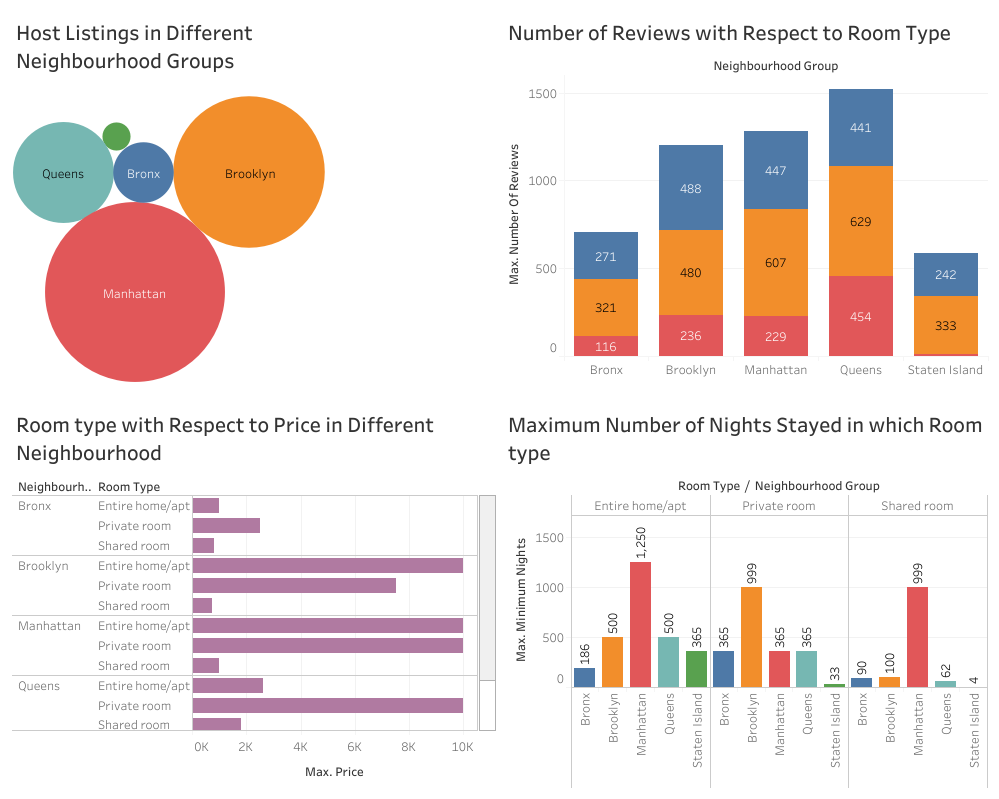 Host Listings in Different
Neighbourhood Groups
Queens
Bronx
Brooklyn
Manhattan
Number of Reviews with Respect to Room Type
Neighbourhood Group
Max. Number Of Reviews
1500
1000
500
0
271
321
116
488
480
236
447
607
229
441
629
454
242
333
Bronx
Brooklyn
Manhattan
Queens
Staten Island
Room type with Respect to Price in Different
Neighbourhood
Neighbourh.. Room Type
Bronx Entire home/apt
Private room
Shared room
Brooklyn Entire home/apt
Private room
Shared room
Manhattan Entire home/apt
Private room
Shared room
Queens Entire home/apt
Private room
Shared room
0K 2K 4K 6K 8K 10K
Max. Price
Maximum Number of Nights Stayed in which Room
type
Room Type / Neighbourhood Group
Entire home/apt Private room Shared room
Max. Minimum Nights
1500
1000
500
0
186
500
1,250
500
365
365
999
365
365
33
90
100
999
62
4
Bronx
Brooklyn
Manhattan
Queens
Staten Island
Bronx
Brooklyn
Manhattan
Queens
Staten Island
Bronx
Brooklyn
Manhattan
Queens
Staten Island